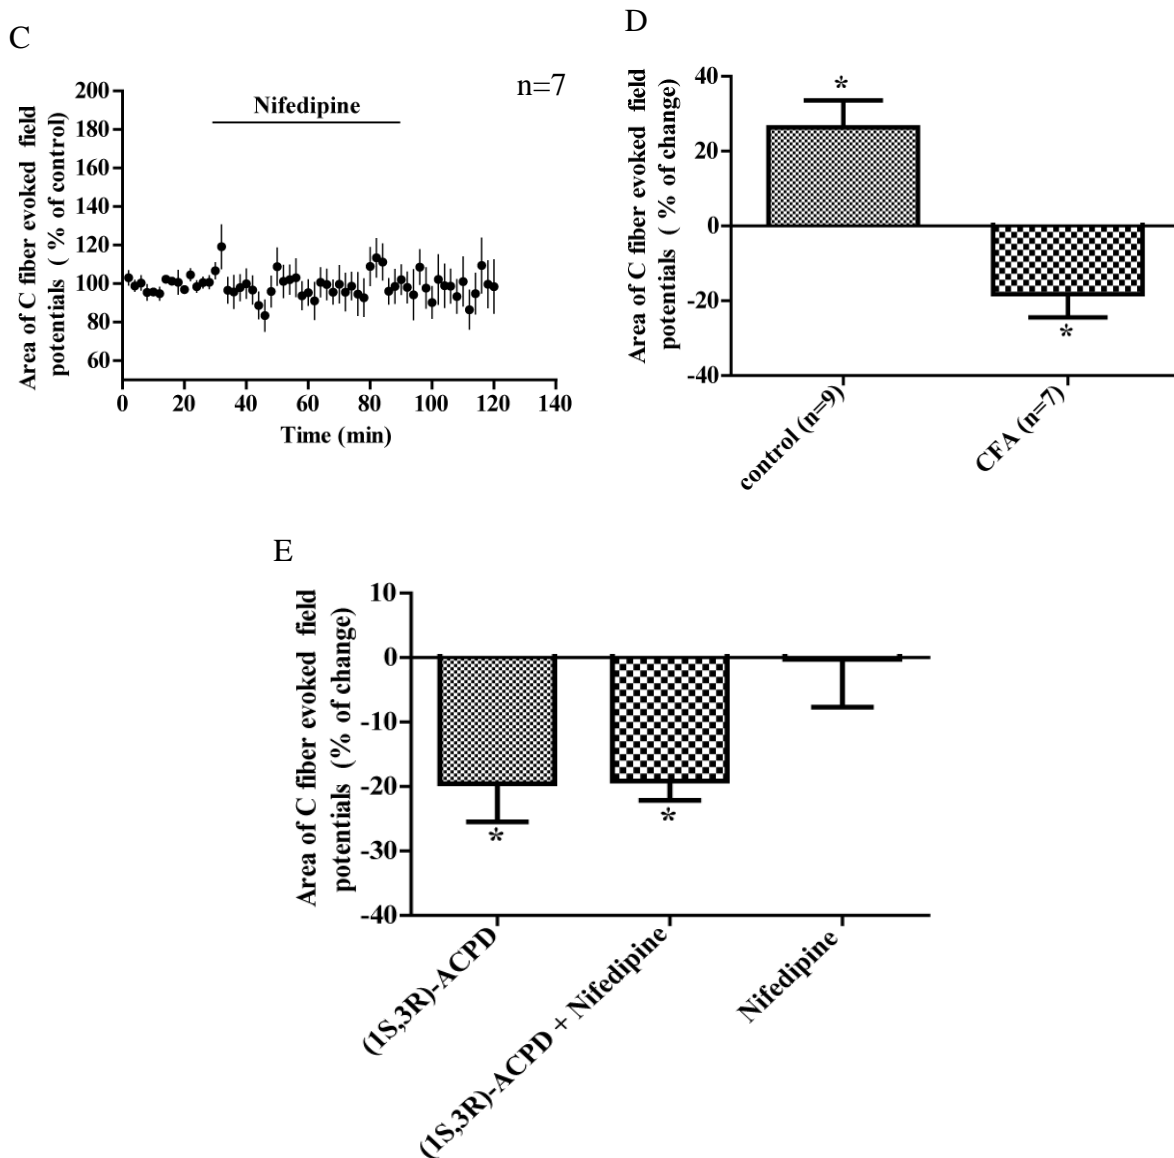 C
n=7
Nifedipine
Area of C fiber evoked field
potentials ( % of control)
200
180
160
140
120
100
80
60
0 20 40 60 80 100 120 140
Time (min)
D
Area of C fiber evoked field
potentials ( % of change)
40
20
0
-20
-40
*
*
control (n=9)
CFA (n=7)
E
Area of C fiber evoked field
potentials (% of change)
10
0
-10
-20
-30
-40
*
*
(1S,3R)-ACPD
(1S,3R)-ACPD + Nifedipine
Nifedipine